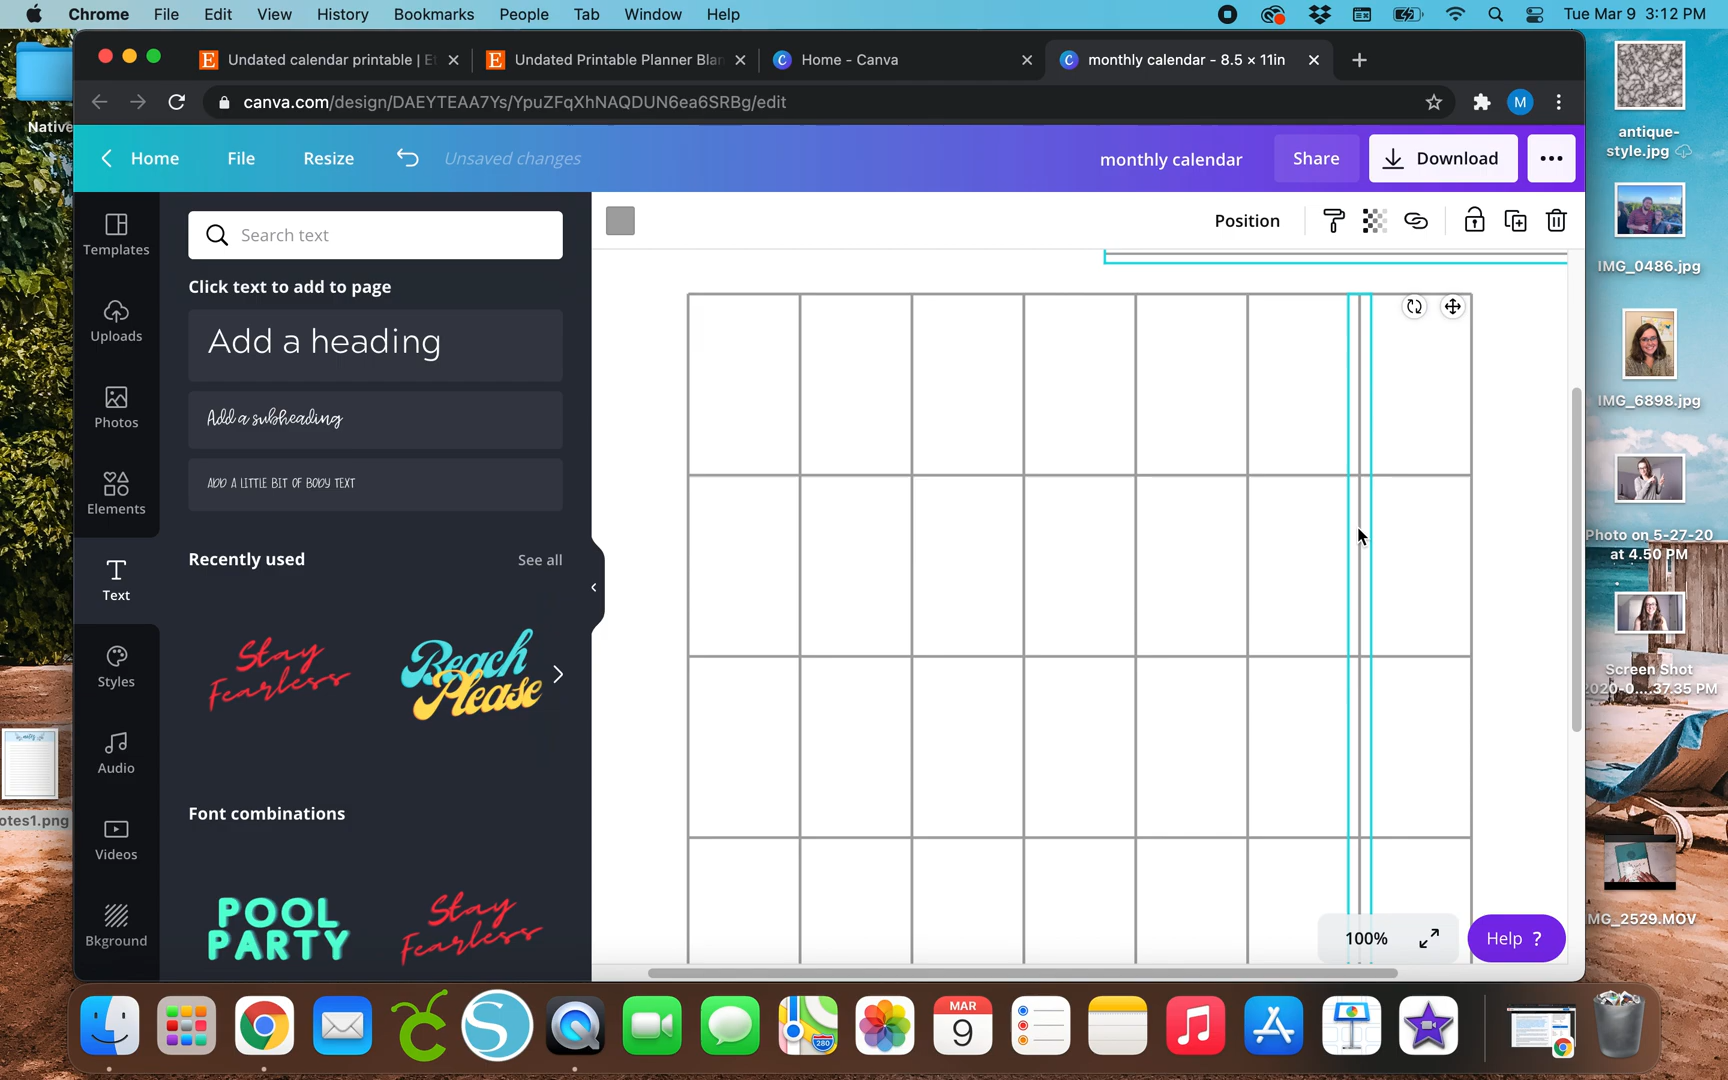 Chrome File Edit View History Bookmarks People Tab Window Help Tue Mar 9 3:12 PM
Undated calendar printable | Et
Undated Printable Planner Blan
Home - Canva
monthly calendar - 8.5 × 11in
canva.com/design/DAEYTEAA7Ys/YpuZFqXhNAQDUN6ea6SRBg/edit
M
Home File Resize Unsaved changes monthly calendar Share Download
Templates
Uploads
Photos
Elements
Text
Styles
Audio
Videos
Bkground
Search text
Click text to add to page
Add a heading
Add a subheading
ADD A LITTLE BIT OF BODY TEXT
Recently used See all
Stay
Fearless
Beach
Please
Font combinations
POOL
PARTY
Stay
Fearless
Position
100%
Help ?
Native
otes1.png
antique-
style.jpg
IMG_0486.jpg
IMG_6898.jpg
Photo on 5-27-20
at 4.50 PM
Screen Shot
2020-0....37.35 PM
MG_2529.MOV
MAR
9
280